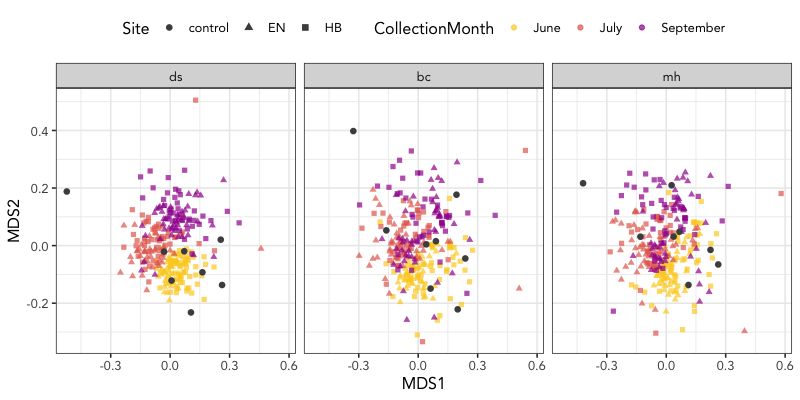 Site control EN HB CollectionMonth June July September
ds bc mh
MDS2
0.4
0.2
0.0
-0.2
-0.3 0.0 0.3 0.6 -0.3 0.0 0.3 0.6 -0.3 0.0 0.3 0.6
MDS1